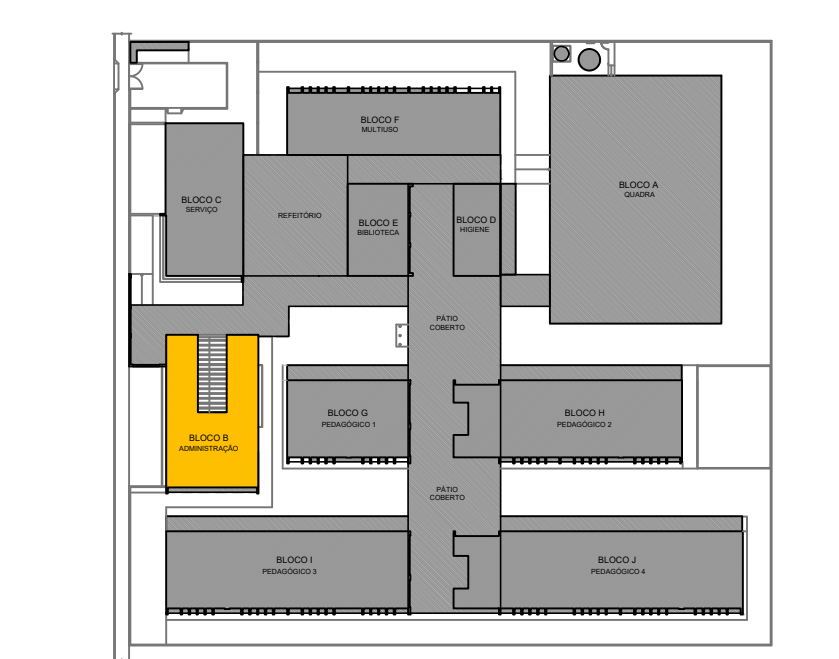 BLOCO F
MULTIUSO
BLOCO A
QUADRA
BLOCO C
SERVIÇO
REFEITÓRIO
BLOCO E
BIBLIOTECA
BLOCO D
HIGIENE
PÁTIO
COBERTO
BLOCO G
PEDAGÓGICO 1
BLOCO H
PEDAGÓGICO 2
BLOCO B
ADMINISTRAÇÃO
PÁTIO
COBERTO
BLOCO I
PEDAGÓGICO 3
BLOCO J
PEDAGÓGICO 4